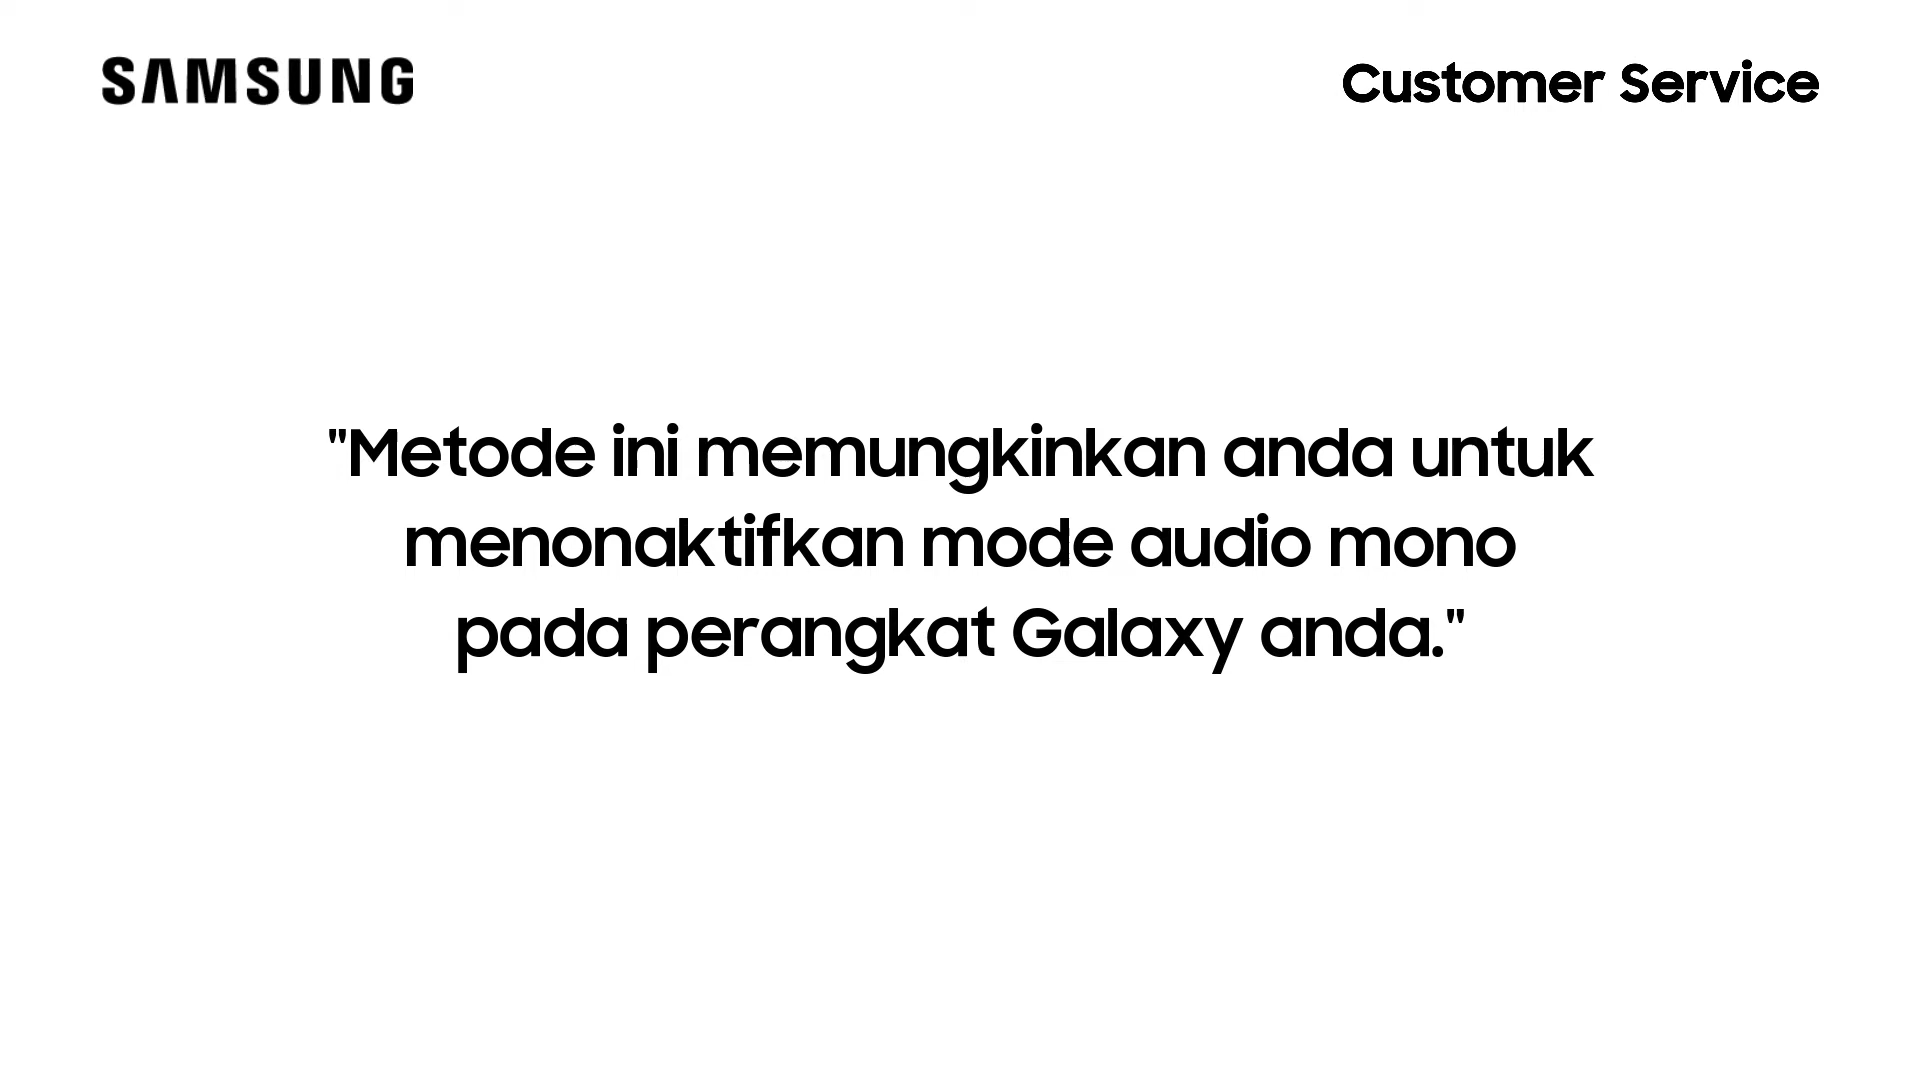 SAMSUNG
Customer Service
"Metode ini memungkinkan anda untuk
menonaktifkan mode audio mono
pada perangkat Galaxy anda."